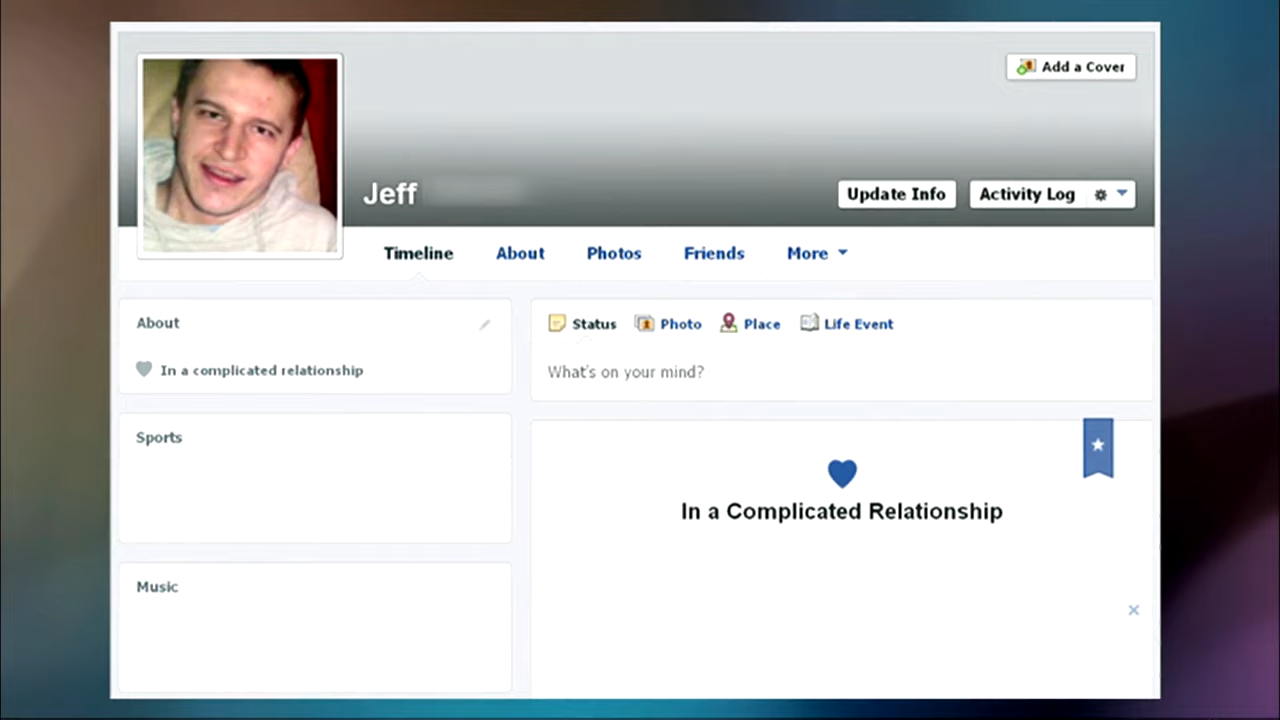 Add a Cover
Jeff
Update Info
Activity Log
Timeline About Photos Friends More
About
In a complicated relationship
Sports
Music
Status Photo Place Life Event
What's on your mind?
In a Complicated Relationship